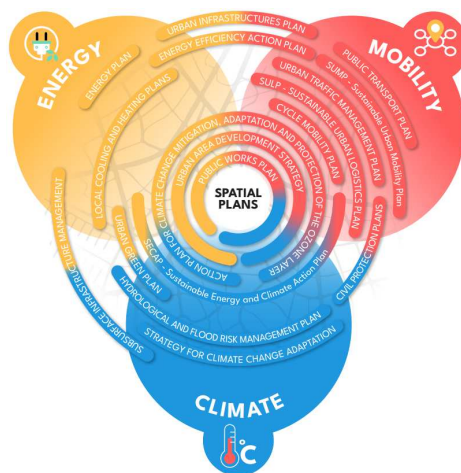 URBAN INFRASTRUCTURES PLAN
ENERGY EFFICIENCY ACTION PLAN
ENERGY
MOBILITY
ENERGY PLAN
LOCAL COOLING AND HEATING PLANS
PUBLIC TRANSPORT PLAN
SUMP - Sustainable Urban Mobility Plan
URBAN TRAFFIC MANAGEMENT PLAN
SULP - SUSTAINABLE URBAN LOGISTICS PLAN
CYCLE MOBILITY PLAN
ACTION PLAN FOR CLIMATE CHANGE MITIGATION, ADAPTATION AND PROTECTION OF THE OZONE LAYER
URBAN AREA DEVELOPMENT STRATEGY
PUBLIC WORKS PLAN
SPATIAL
PLANS
SUBSURFACE INFRASTRUCTURE MANAGEMENT
URBAN GREEN PLAN
SECAP - Sustainable Energy and Climate Action Plan
CIVIL PROTECTION PLANS
HYDROLOGICAL AND FLOOD RISK MANAGEMENT PLAN
STRATEGY FOR CLIMATE CHANGE ADAPTATION
CLIMATE
°C